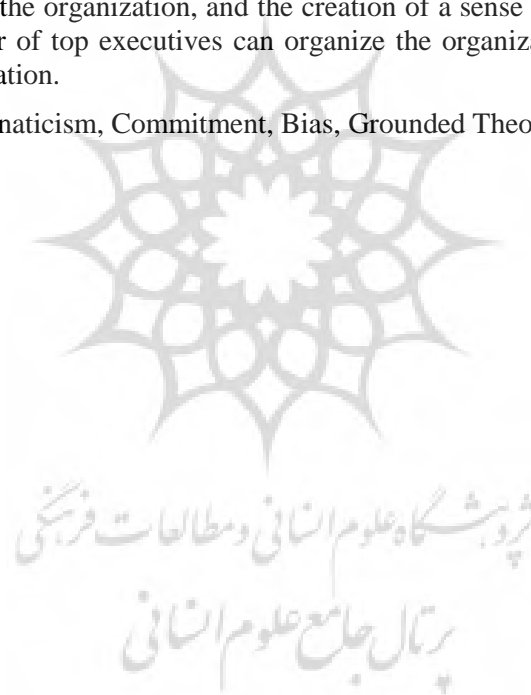 the organization, and the creation of a sense
r of top executives can organize the organiza
ation.
naticism, Commitment, Bias, Grounded Theo
پژوهشگاه علوم انسانی و مطالعات فرهنگی
پرتال جامع علوم انسانی